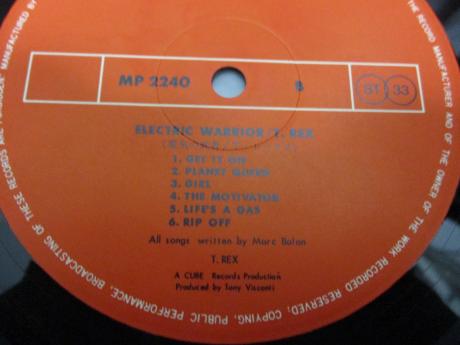 MP 2240
B
ST 33
ELECTRIC WARRIOR/T. REX
1. GET IT ON
2. PLANET QUEEN
3. GIRL
4. THE MOTIVATOR
5. LIFE'S A GAS
6. RIP OFF
All songs written by Marc Bolan
T. REX
A CUBE Records Production
Produced by Tony Visconti
THE RECORD MANUFACTURER AND OF THE OWNER OF THE WORK RECORDED RESERVED, COPYING, PUBLIC PERFORMANCE, BROADCASTING OF THESE RECORDS ARE
MANUFACTURED BY